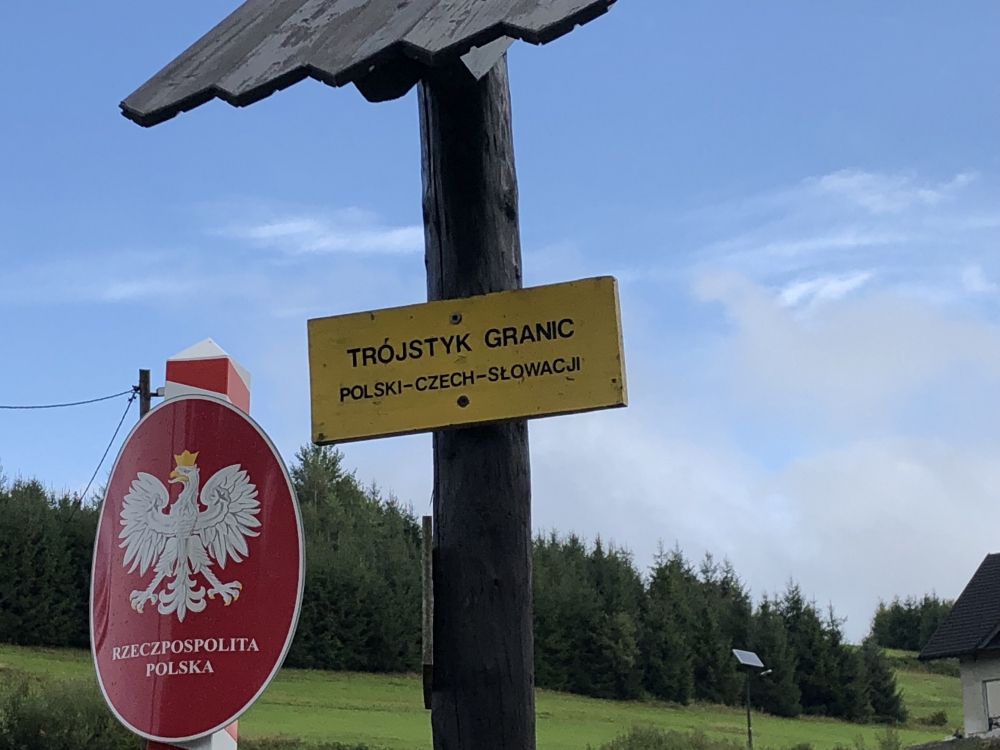 TRÓJSTYK GRANIC
POLSKI-CZECH-SŁOWACJI
RZECZPOSPOLITA
POLSKA